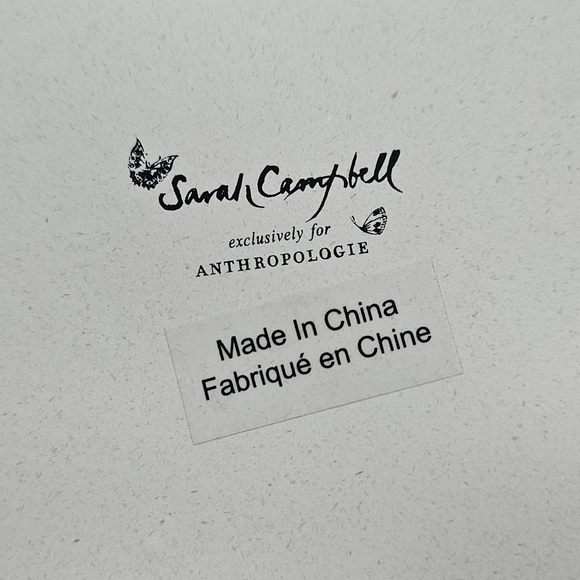 Sarah Campbell
exclusively for
ANTHROPOLOGIE
Made In China
Fabriqué en Chine